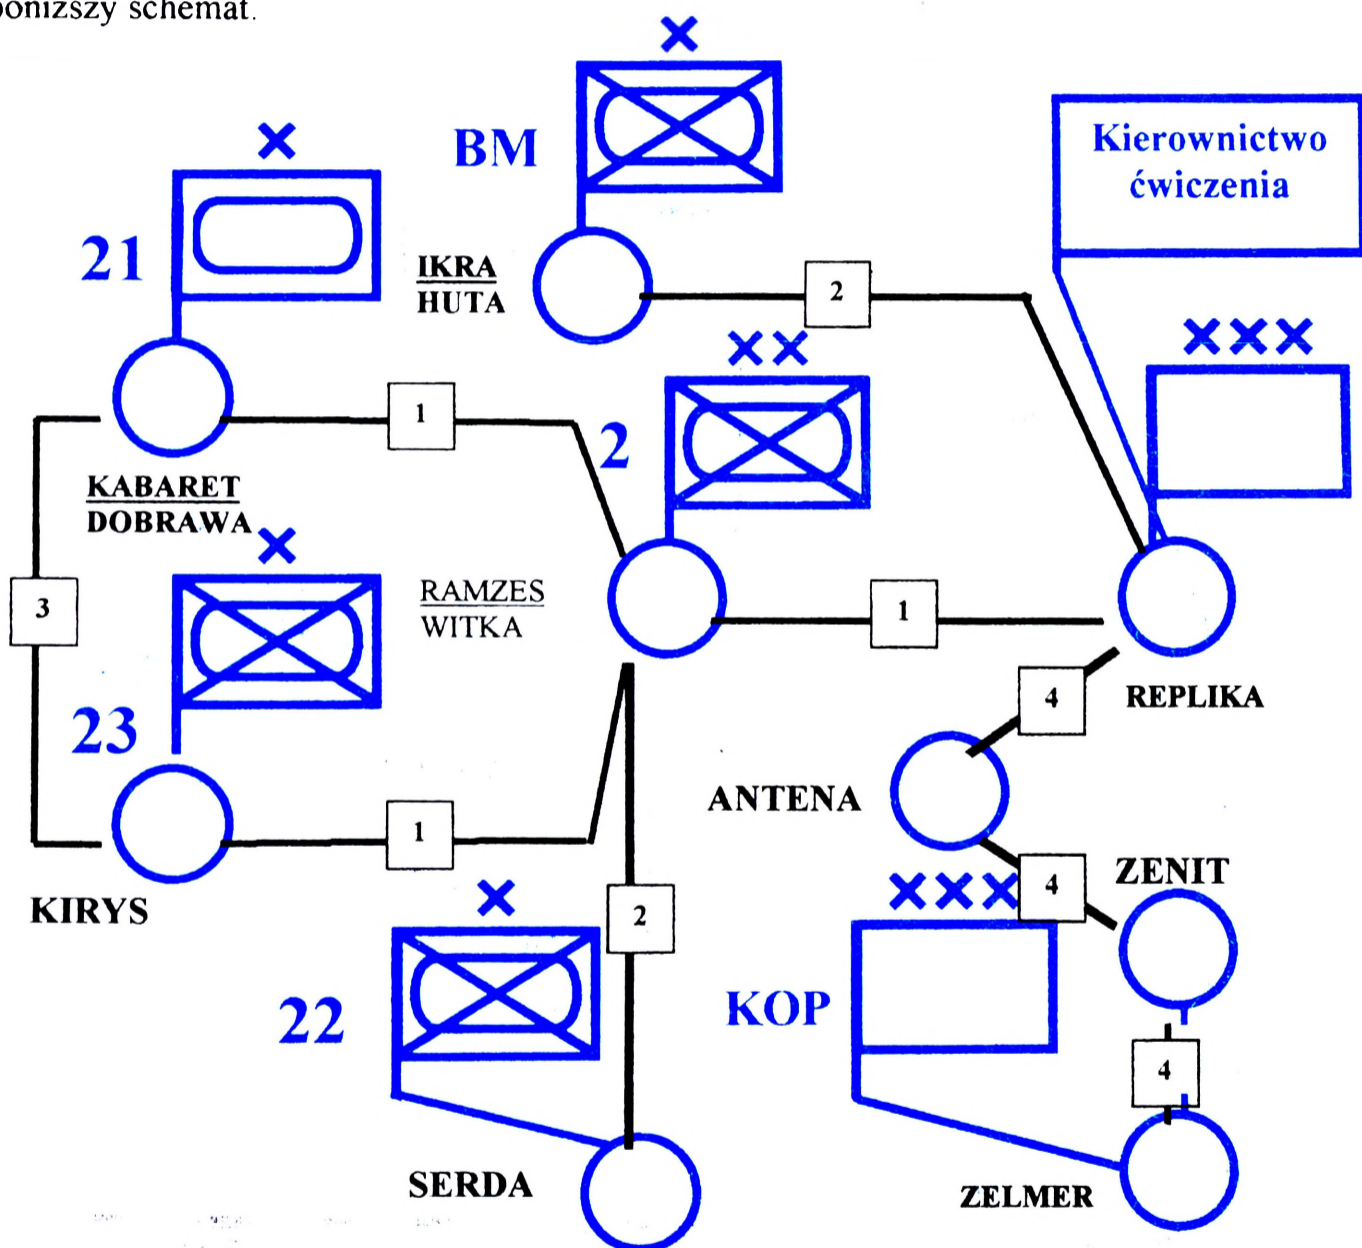 poniższy schemat.
BM
Kierownictwo
ćwiczenia
21
IKRA
HUTA
2
1
2
KABARET
DOBRAWA
3
RAMZES
WITKA
1
23
4
REPLIKA
ANTENA
1
KIRYS
4
ZENIT
2
22
KOP
4
SERDA
ZELMER